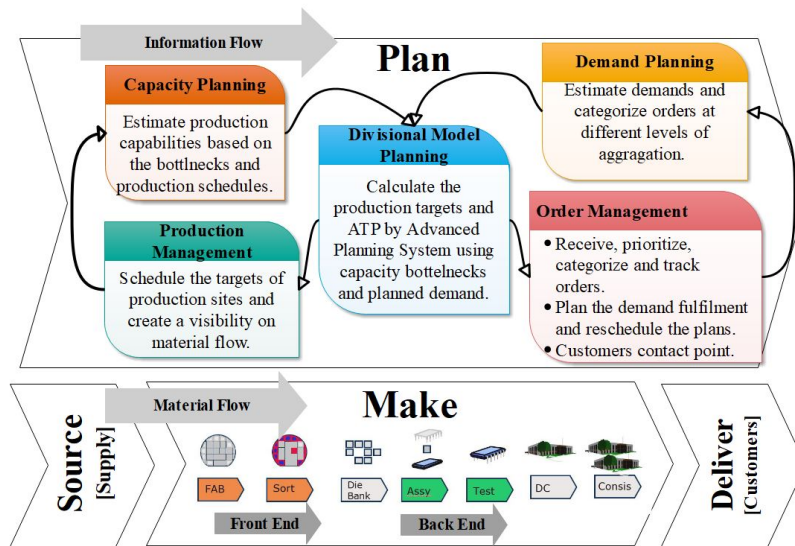 Information Flow
Plan
Capacity Planning
Estimate production
capabilities based on
the bottlnecks and
production schedules.
Demand Planning
Estimate demands and
categorize orders at
different levels of
aggragation.
Divisional Model
Planning
Calculate the
production targets and
ATP by Advanced
Planning System using
capacity bottelnecks
and planned demand.
Production
Management
Schedule the targets of
production sites and
create a visibility on
material flow.
Order Management
• Receive, prioritize,
categorize and track
orders.
• Plan the demand fulfilment
and reschedule the plans.
• Customers contact point.
Source
[Supply]
Material Flow
Make
FAB
Sort
Die
Bank
Assy
Test
DC
Consis
Front End
Back End
Deliver
[Customers]